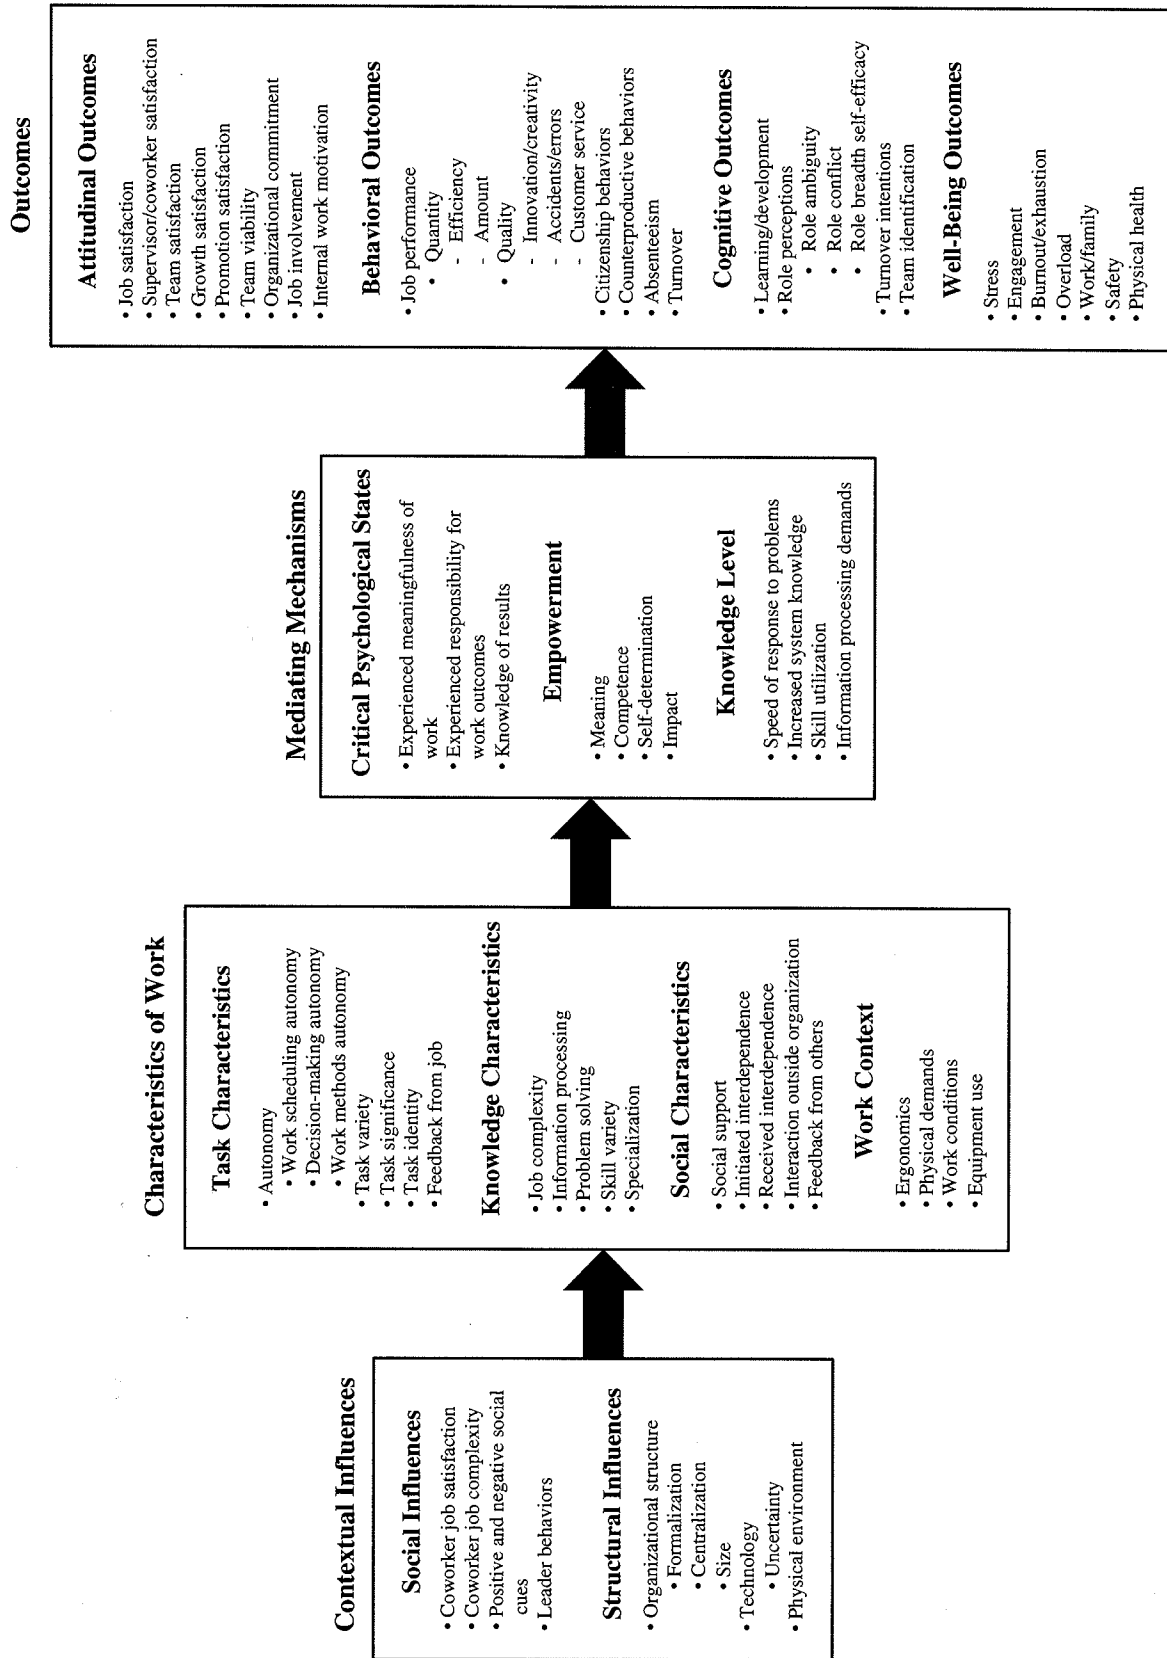 Contextual Influences
Social Influences
• Coworker job satisfaction
• Coworker job complexity
• Positive and negative social
cues
• Leader behaviors
Structural Influences
• Organizational structure
• Formalization
• Centralization
• Size
• Technology
• Uncertainty
• Physical environment
Characteristics of Work
Task Characteristics
• Autonomy
• Work scheduling autonomy
• Decision-making autonomy
• Work methods autonomy
• Task variety
• Task significance
• Task identity
• Feedback from job
Knowledge Characteristics
• Job complexity
• Information processing
• Problem solving
• Skill variety
• Specialization
Social Characteristics
• Social support
• Initiated interdependence
• Received interdependence
• Interaction outside organization
• Feedback from others
Work Context
• Ergonomics
• Physical demands
• Work conditions
• Equipment use
Mediating Mechanisms
Critical Psychological States
• Experienced meaningfulness of
work
• Experienced responsibility for
work outcomes
• Knowledge of results
Empowerment
• Meaning
• Competence
• Self-determination
• Impact
Knowledge Level
• Speed of response to problems
• Increased system knowledge
• Skill utilization
• Information processing demands
Outcomes
Attitudinal Outcomes
• Job satisfaction
• Supervisor/coworker satisfaction
• Team satisfaction
• Growth satisfaction
• Promotion satisfaction
• Team viability
• Organizational commitment
• Job involvement
• Internal work motivation
Behavioral Outcomes
• Job performance
• Quantity
- Efficiency
- Amount
• Quality
- Innovation/creativity
- Accidents/errors
- Customer service
• Citizenship behaviors
• Counterproductive behaviors
• Absenteeism
• Turnover
Cognitive Outcomes
• Learning/development
• Role perceptions
• Role ambiguity
• Role conflict
• Role breadth self-efficacy
• Turnover intentions
• Team identification
Well-Being Outcomes
• Stress
• Engagement
• Burnout/exhaustion
• Overload
• Work/family
• Safety
• Physical health